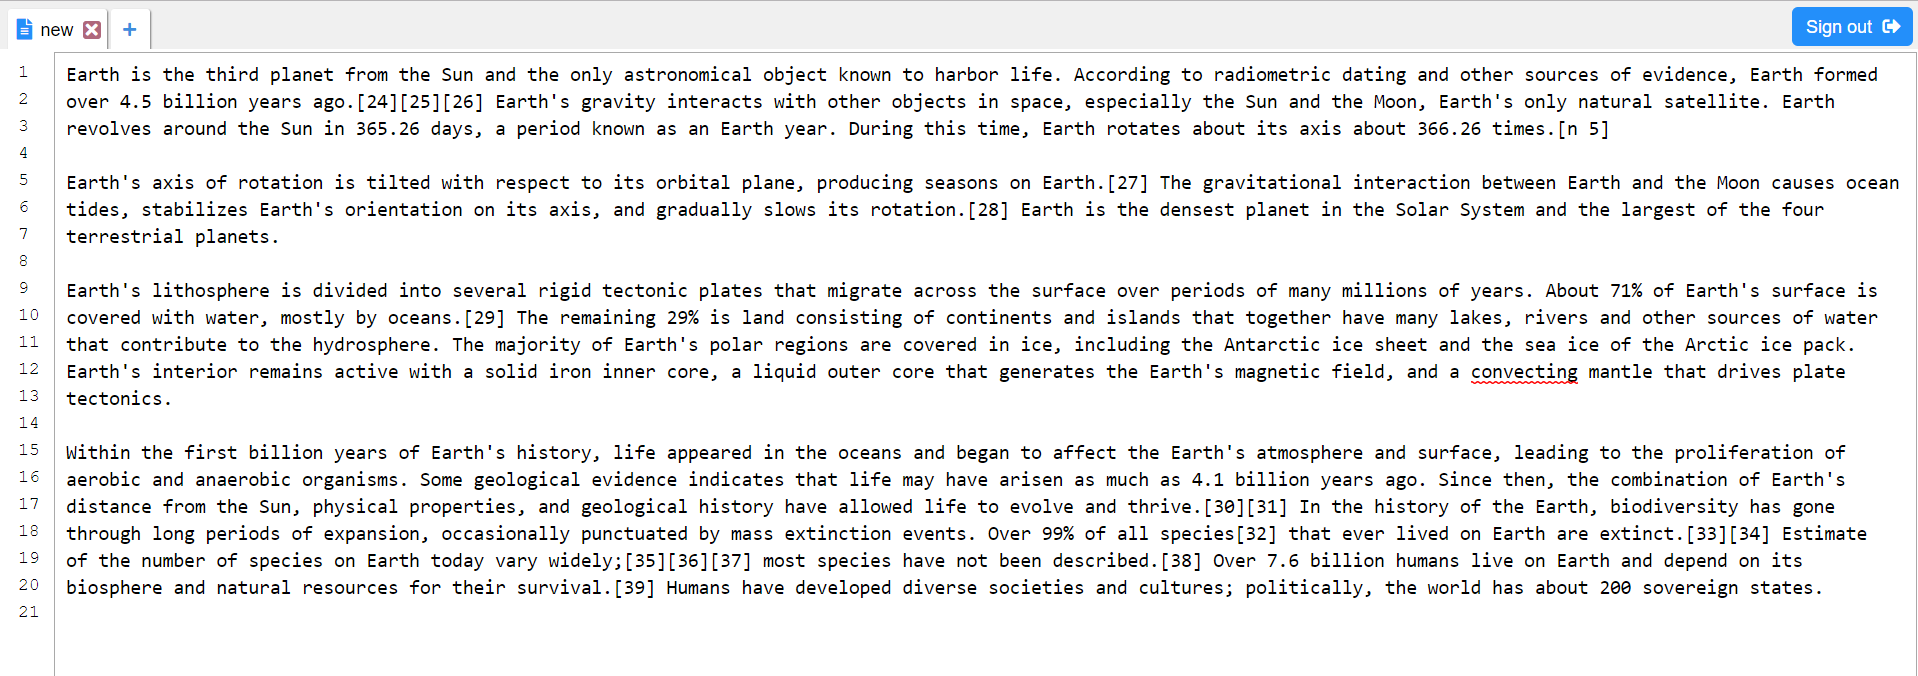 new
+
Sign out
1 Earth is the third planet from the Sun and the only astronomical object known to harbor life. According to radiometric dating and other sources of evidence, Earth formed
2 over 4.5 billion years ago.[24][25][26] Earth's gravity interacts with other objects in space, especially the Sun and the Moon, Earth's only natural satellite. Earth
3 revolves around the Sun in 365.26 days, a period known as an Earth year. During this time, Earth rotates about its axis about 366.26 times.[n 5]
4
5 Earth's axis of rotation is tilted with respect to its orbital plane, producing seasons on Earth.[27] The gravitational interaction between Earth and the Moon causes ocean
6 tides, stabilizes Earth's orientation on its axis, and gradually slows its rotation.[28] Earth is the densest planet in the Solar System and the largest of the four
7 terrestrial planets.
8
9 Earth's lithosphere is divided into several rigid tectonic plates that migrate across the surface over periods of many millions of years. About 71% of Earth's surface is
10 covered with water, mostly by oceans.[29] The remaining 29% is land consisting of continents and islands that together have many lakes, rivers and other sources of water
11 that contribute to the hydrosphere. The majority of Earth's polar regions are covered in ice, including the Antarctic ice sheet and the sea ice of the Arctic ice pack.
12 Earth's interior remains active with a solid iron inner core, a liquid outer core that generates the Earth's magnetic field, and a convecting mantle that drives plate
13 tectonics.
14
15 Within the first billion years of Earth's history, life appeared in the oceans and began to affect the Earth's atmosphere and surface, leading to the proliferation of
16 aerobic and anaerobic organisms. Some geological evidence indicates that life may have arisen as much as 4.1 billion years ago. Since then, the combination of Earth's
17 distance from the Sun, physical properties, and geological history have allowed life to evolve and thrive.[30][31] In the history of the Earth, biodiversity has gone
18 through long periods of expansion, occasionally punctuated by mass extinction events. Over 99% of all species[32] that ever lived on Earth are extinct.[33][34] Estimate
19 of the number of species on Earth today vary widely;[35][36][37] most species have not been described.[38] Over 7.6 billion humans live on Earth and depend on its
20 biosphere and natural resources for their survival.[39] Humans have developed diverse societies and cultures; politically, the world has about 200 sovereign states.
21